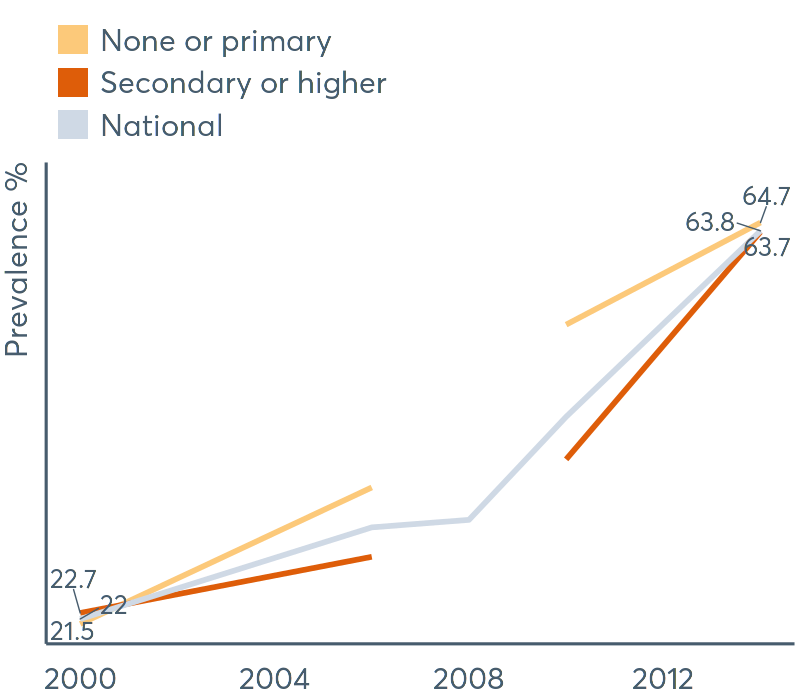 None or primary
Secondary or higher
National
Prevalence %
64.7
63.8
63.7
22.7
22
21.5
2000 2004 2008 2012